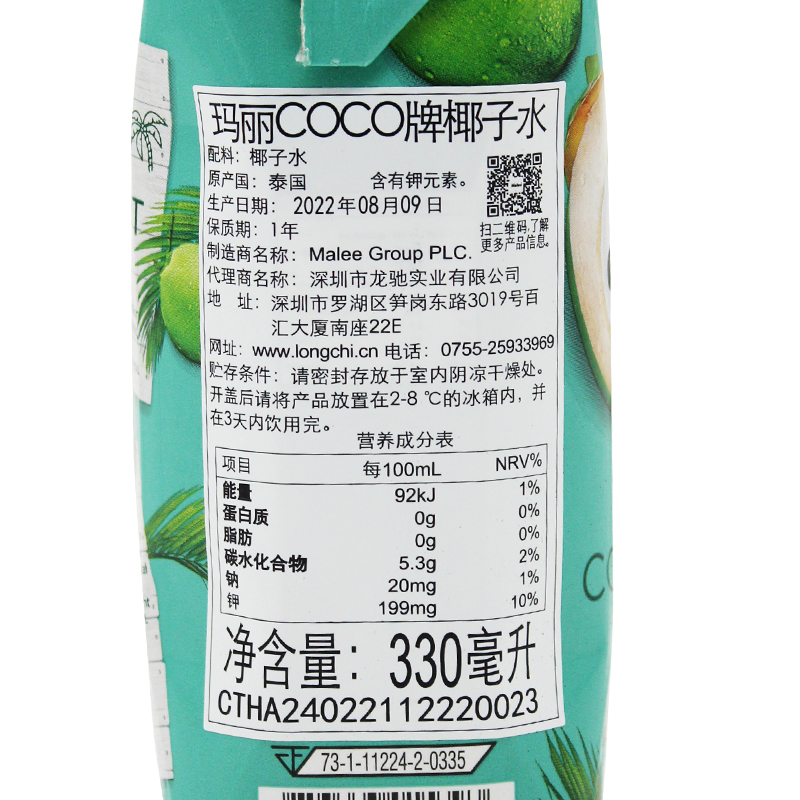 玛丽COCO牌椰子水
配料：椰子水
原产国：泰国 含有钾元素。
生产日期：2022年08月09日
保质期：1年
扫二维码,了解
更多产品信息。
制造商名称：Malee Group PLC.
代理商名称：深圳市龙驰实业有限公司
地 址：深圳市罗湖区笋岗东路3019号百
汇大厦南座22E
网址：www.longchi.cn 电话：0755-25933969
贮存条件：请密封存放于室内阴凉干燥处。
开盖后请将产品放置在2-8 ℃的冰箱内，并
在3天内饮用完。
营养成分表
项目 每100mL NRV%
能量 92kJ 1%
蛋白质 0g 0%
脂肪 0g 0%
碳水化合物 5.3g 2%
钠 20mg 1%
钾 199mg 10%
净含量：330毫升
CTHA24022112220023
73-1-11224-2-0335